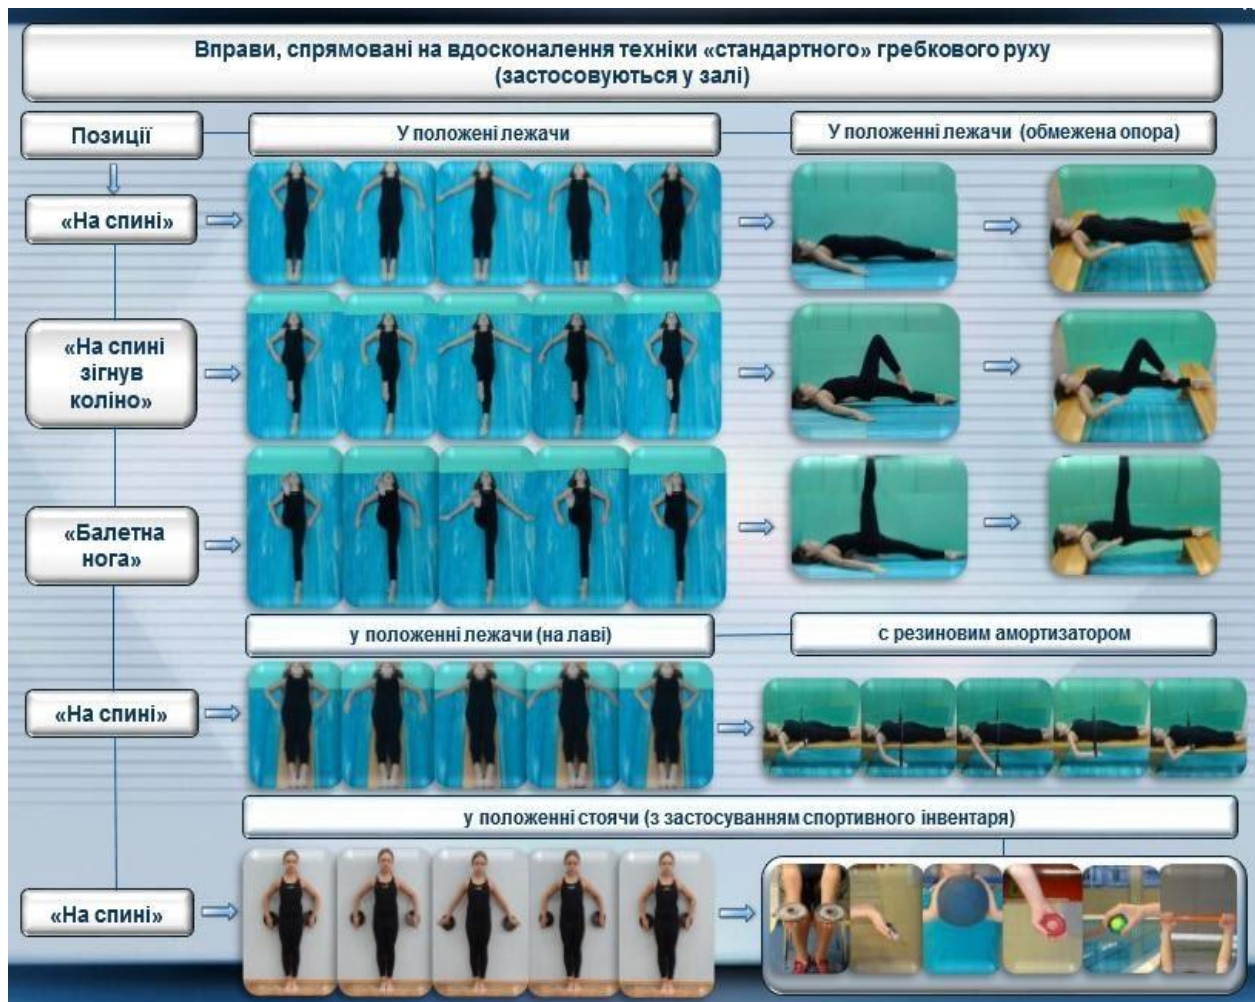 Вправи, спрямовані на вдосконалення техніки «стандартного» гребкового руху
(застосовуються у залі)
Позиції
У положені лежачи
У положенні лежачи (обмежена опора)
«На спині»
«На спині
зігнув
коліно»
«Балетна
нога»
у положенні лежачи (на лаві)
с резиновим амортизатором
«На спині»
у положенні стоячи (з застосуванням спортивного інвентаря)
«На спині»